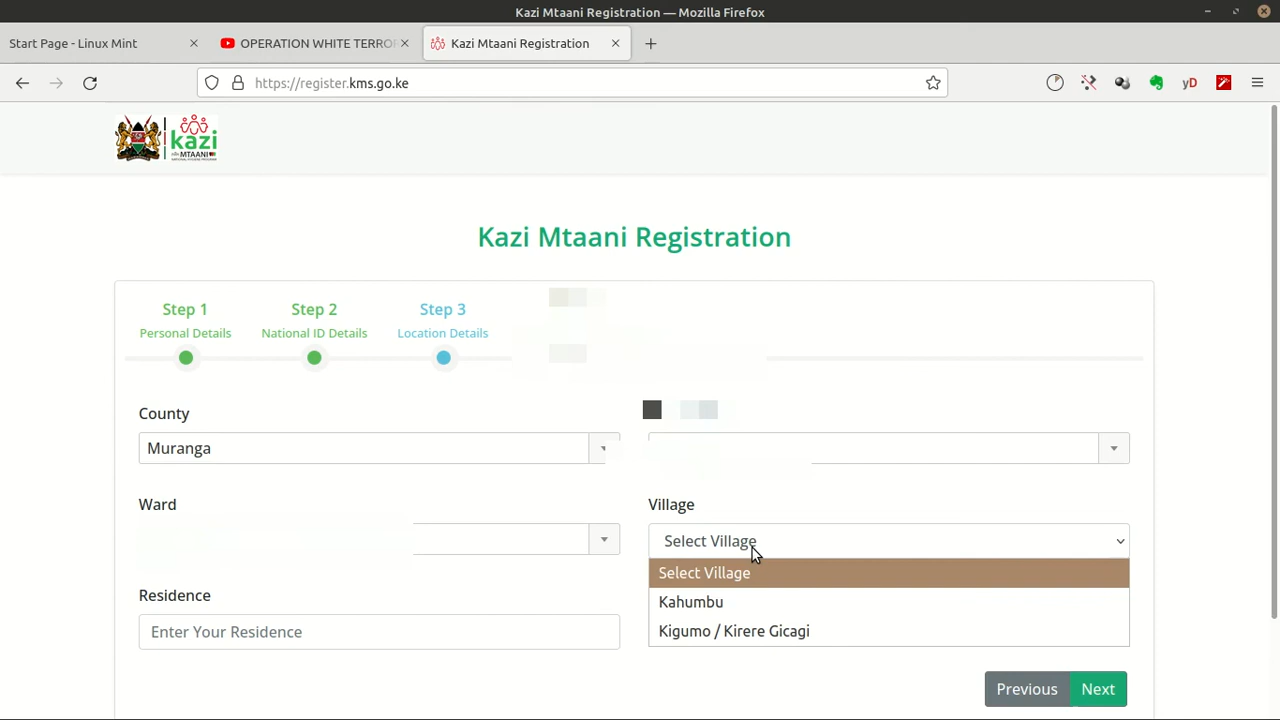 Kazi Mtaani Registration — Mozilla Firefox
Start Page - Linux Mint
OPERATION WHITE TERROR
Kazi Mtaani Registration
https://register.kms.go.ke
yD
kazi
MTAANI
Kazi Mtaani Registration
Step 1
Step 2
Step 3
Personal Details
National ID Details
Location Details
County
Muranga
Ward
Village
Select Village
Select Village
Kahumbu
Kigumo / Kirere Gicagi
Residence
Enter Your Residence
Previous
Next